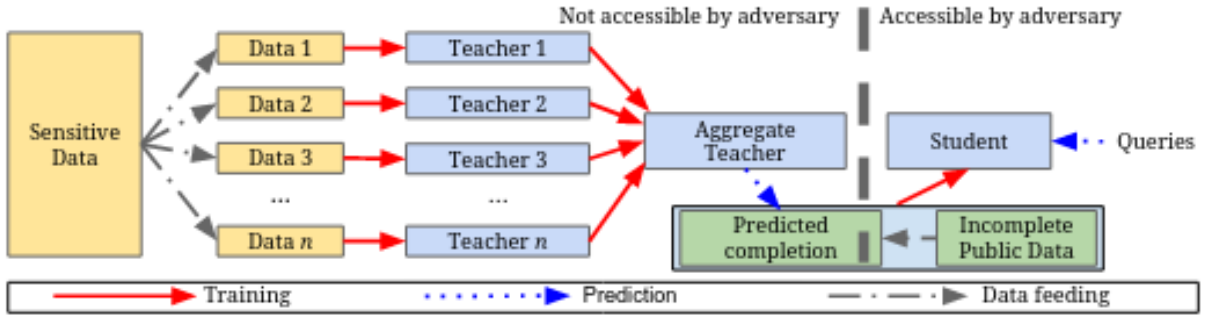 Not accessible by adversary
Accessible by adversary
Sensitive
Data
Data 1
Teacher 1
Data 2
Teacher 2
Data 3
Teacher 3
...
...
Data n
Teacher n
Aggregate
Teacher
Student
Queries
Predicted
completion
Incomplete
Public Data
Training
Prediction
Data feeding